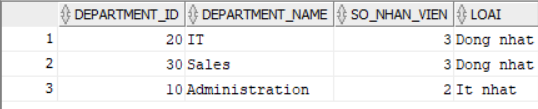 DEPARTMENT_ID DEPARTMENT_NAME SO_NHAN_VIEN LOAI
1 20 IT 3 Dong nhat
2 30 Sales 3 Dong nhat
3 10 Administration 2 It nhat